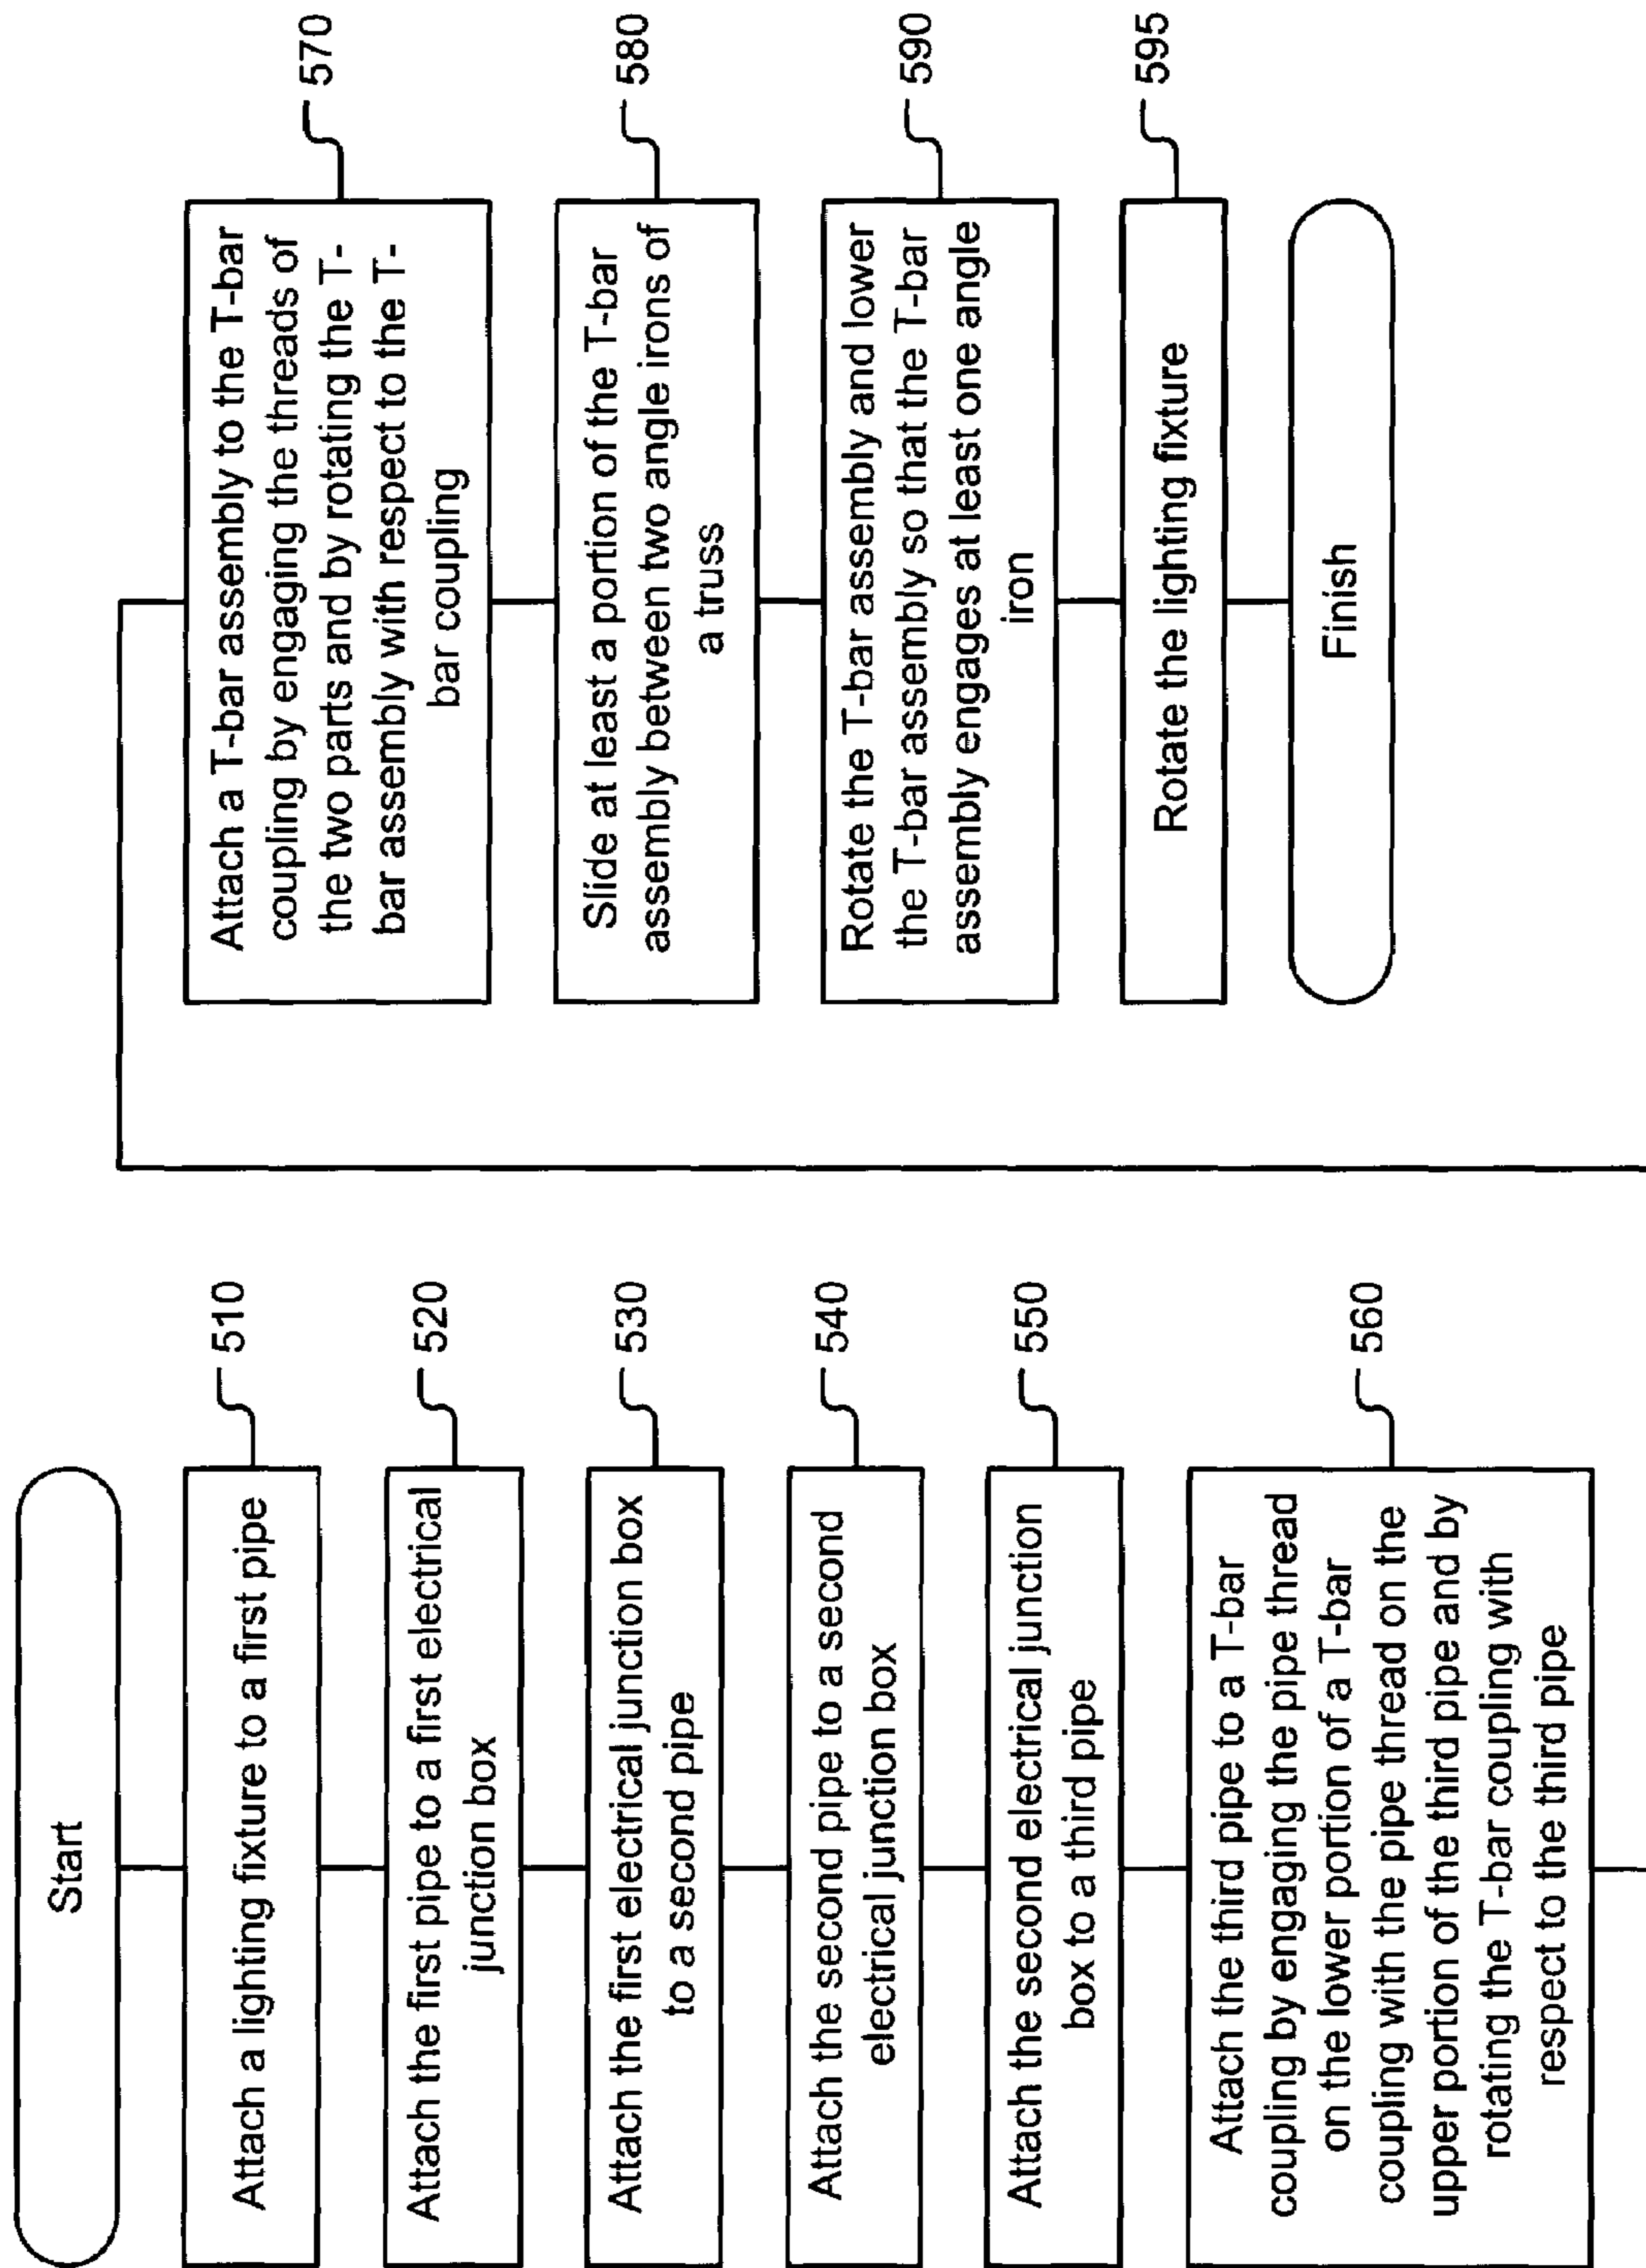 Start
Attach a lighting fixture to a first pipe
510
Attach the first pipe to a first electrical
junction box
520
Attach the first electrical junction box
to a second pipe
530
Attach the second pipe to a second
electrical junction box
540
Attach the second electrical junction
box to a third pipe
550
Attach the third pipe to a T-bar
coupling by engaging the pipe thread
on the lower portion of a T-bar
coupling with the pipe thread on the
upper portion of the third pipe and by
rotating the T-bar coupling with
respect to the third pipe
560
Attach a T-bar assembly to the T-bar
coupling by engaging the threads of
the two parts and by rotating the T-
bar assembly with respect to the T-
bar coupling
570
Slide at least a portion of the T-bar
assembly between two angle irons of
a truss
580
Rotate the T-bar assembly and lower
the T-bar assembly so that the T-bar
assembly engages at least one angle
iron
590
Rotate the lighting fixture
595
Finish